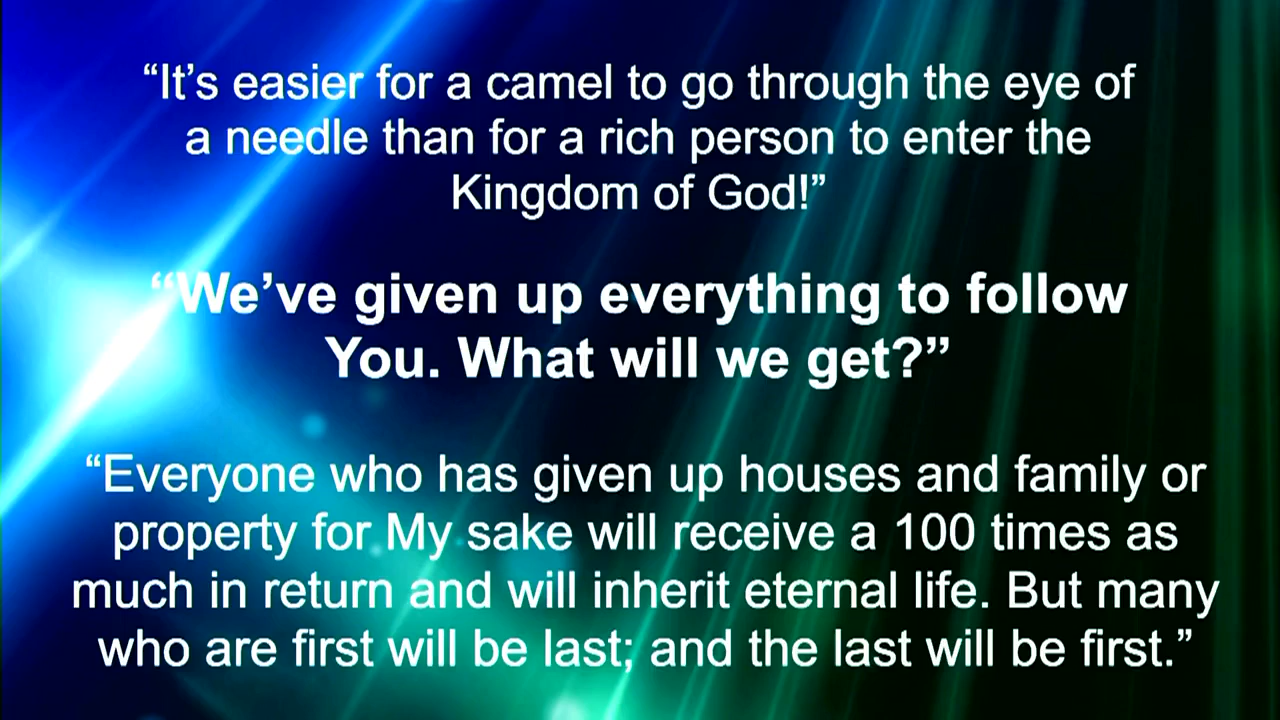 “It’s easier for a camel to go through the eye of
a needle than for a rich person to enter the
Kingdom of God!”
“We’ve given up everything to follow
You. What will we get?”
“Everyone who has given up houses and family or
property for My sake will receive a 100 times as
much in return and will inherit eternal life. But many
who are first will be last; and the last will be first.”